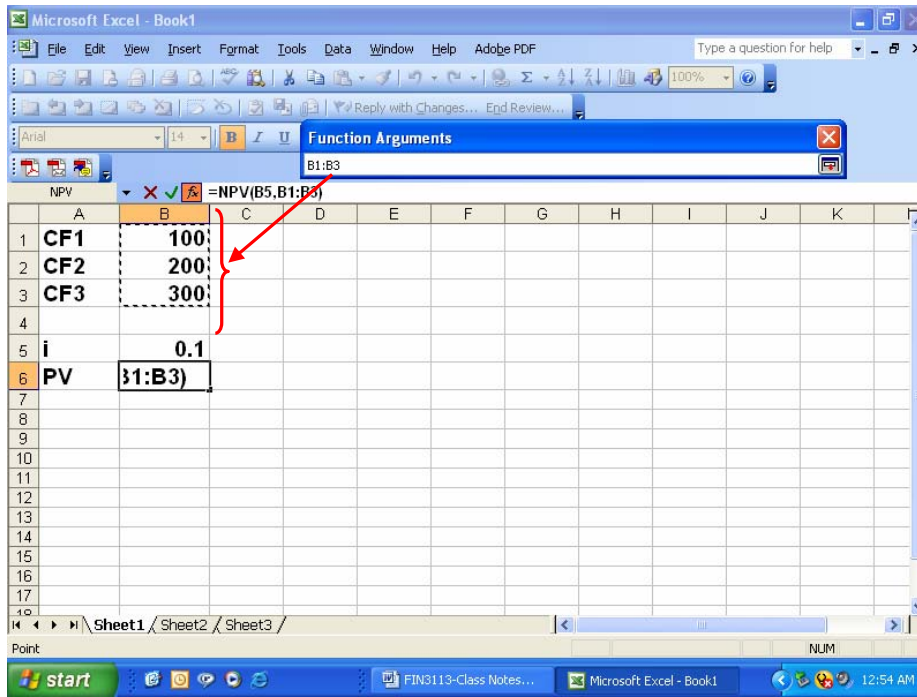 Microsoft Excel - Book1
File Edit View Insert Format Tools Data Window Help Adobe PDF Type a question for help
100%
Reply with Changes... End Review...
Arial 14 B I U Function Arguments
B1:B3
NPV =NPV(B5,B1:B3)
A B C D E F G H I J K
1 CF1 100
2 CF2 200
3 CF3 300
4
5 i 0.1
6 PV B1:B3)
7
8
9
10
11
12
13
14
15
16
17
18
Sheet1 / Sheet2 / Sheet3 /
Point NUM
start FIN3113-Class Notes... Microsoft Excel - Book1 12:54 AM